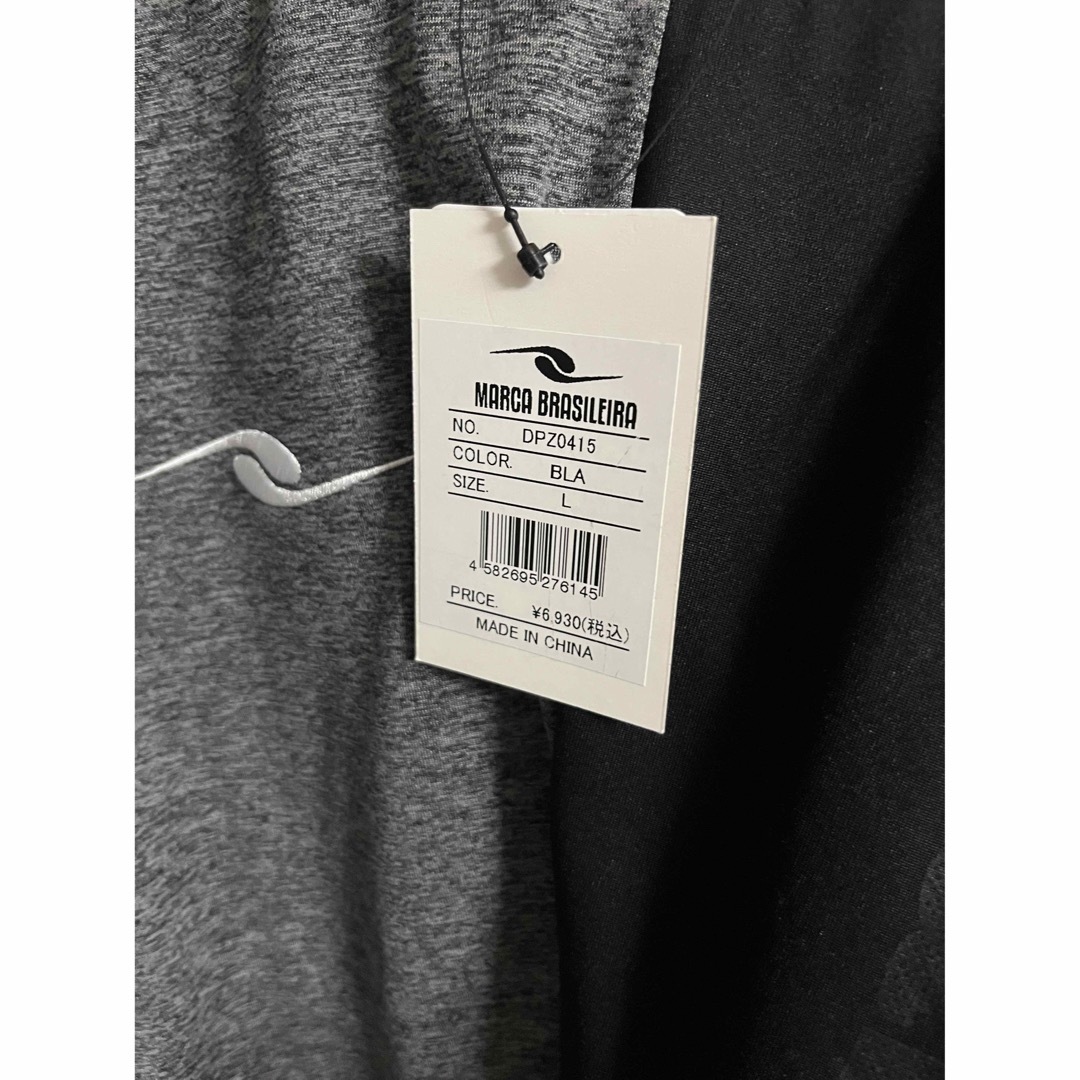 MARCA BRASILEIRA
NO. DPZ0415
COLOR. BLA
SIZE. L
4 582695 276145
PRICE. ¥6,930(税込)
MADE IN CHINA